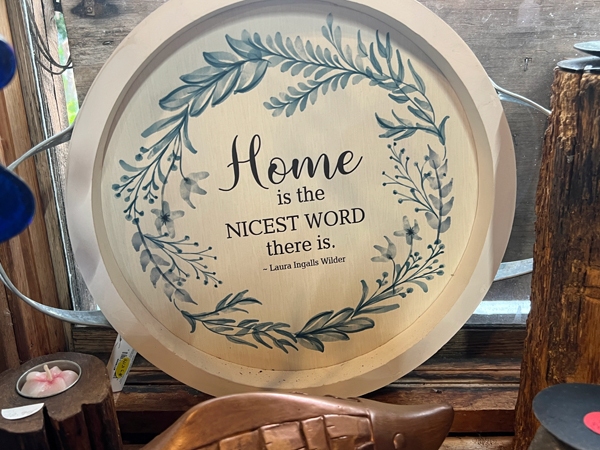 Home
is the
NICEST WORD
there is.
~ Laura Ingalls Wilder